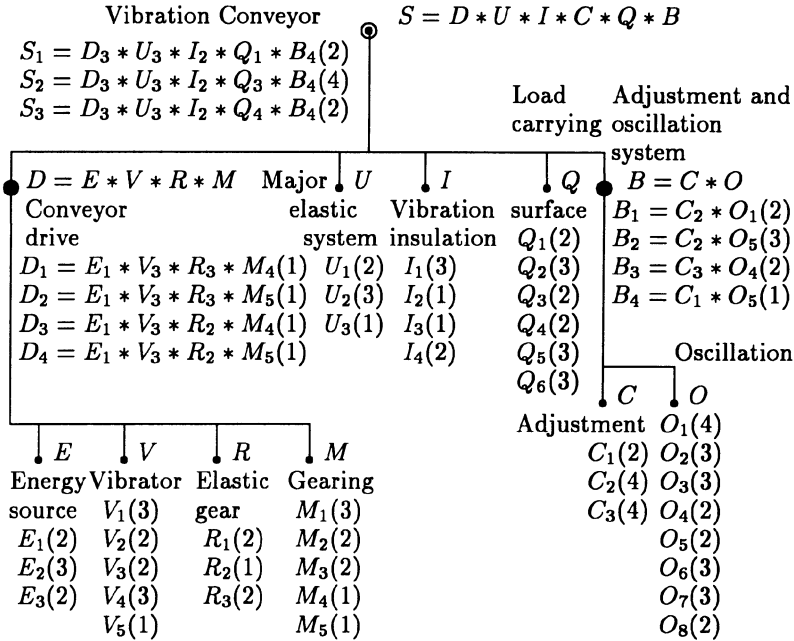 Vibration Conveyor
S = D * U * I * C * Q * B
S₁ = D₃ * U₃ * I₂ * Q₁ * B₄(2)
S₂ = D₃ * U₃ * I₂ * Q₃ * B₄(4)
S₃ = D₃ * U₃ * I₂ * Q₄ * B₄(2)
D = E * V * R * M
Conveyor
drive
D₁ = E₁ * V₃ * R₃ * M₄(1)
D₂ = E₁ * V₃ * R₃ * M₅(1)
D₃ = E₁ * V₃ * R₂ * M₄(1)
D₄ = E₁ * V₃ * R₂ * M₅(1)
Major U
elastic
system
U₁(2)
U₂(3)
U₃(1)
I
Vibration
insulation
I₁(3)
I₂(1)
I₃(1)
I₄(2)
Load
carrying
Q
surface
Q₁(2)
Q₂(3)
Q₃(2)
Q₄(2)
Q₅(3)
Q₆(3)
Adjustment and
oscillation
system
B = C * O
B₁ = C₂ * O₁(2)
B₂ = C₂ * O₅(3)
B₃ = C₃ * O₄(2)
B₄ = C₁ * O₅(1)
E
Energy
source
E₁(2)
E₂(3)
E₃(2)
V
Vibrator
V₁(3)
V₂(2)
V₃(2)
V₄(3)
V₅(1)
R
Elastic
gear
R₁(2)
R₂(1)
R₃(2)
M
Gearing
M₁(3)
M₂(2)
M₃(2)
M₄(1)
M₅(1)
C
Adjustment
C₁(2)
C₂(4)
C₃(4)
Oscillation
O
O₁(4)
O₂(3)
O₃(3)
O₄(2)
O₅(2)
O₆(3)
O₇(3)
O₈(2)